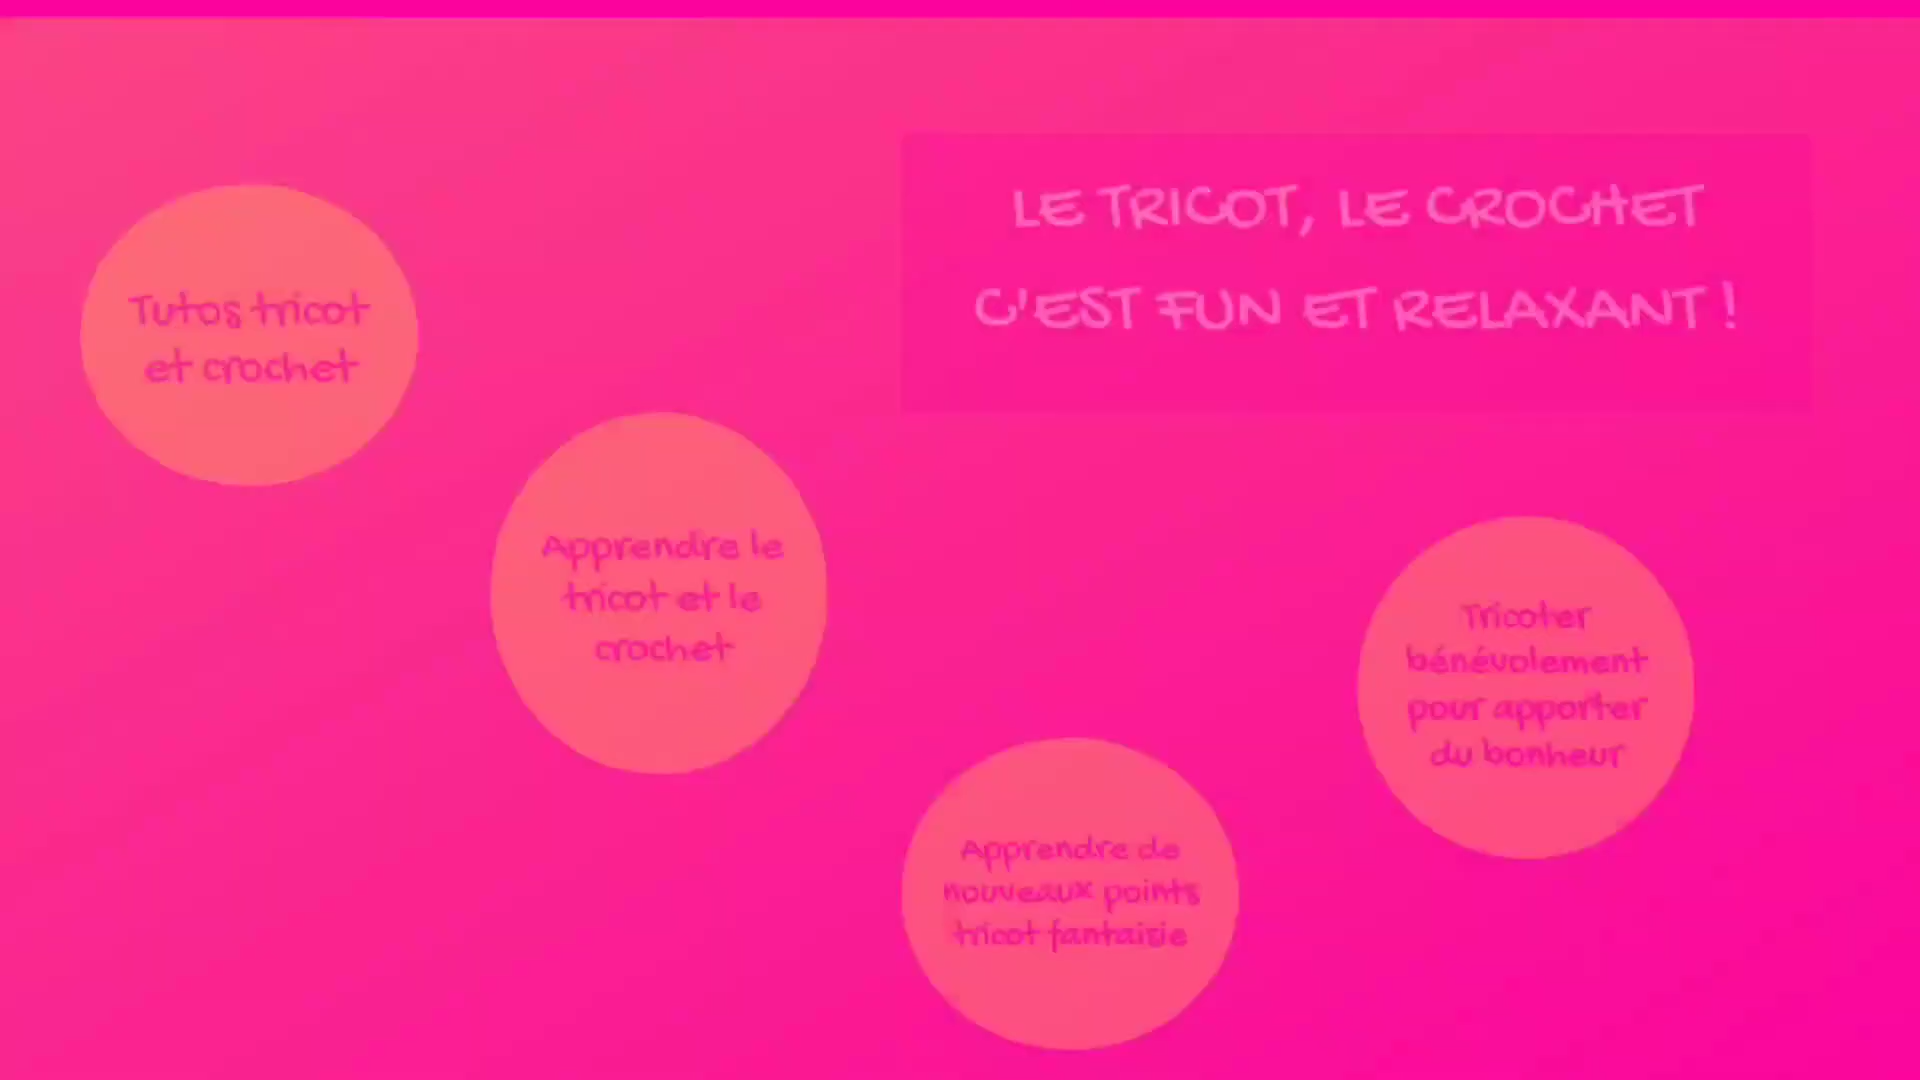 LE TRICOT, LE CROCHET
C'EST FUN ET RELAXANT !
Tutos tricot
et crochet
Apprendre le
tricot et le
crochet
Apprendre de
nouveaux points
tricot fantaisie
Tricoter
bénévolement
pour apporter
du bonheur